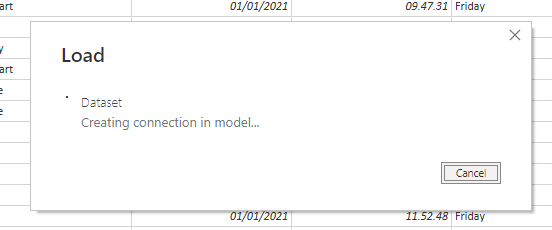 art 01/01/2021 09.47.31 Friday
Load
y
art
Dataset
e
Creating connection in model...
e
Cancel
01/01/2021 11.52.48 Friday